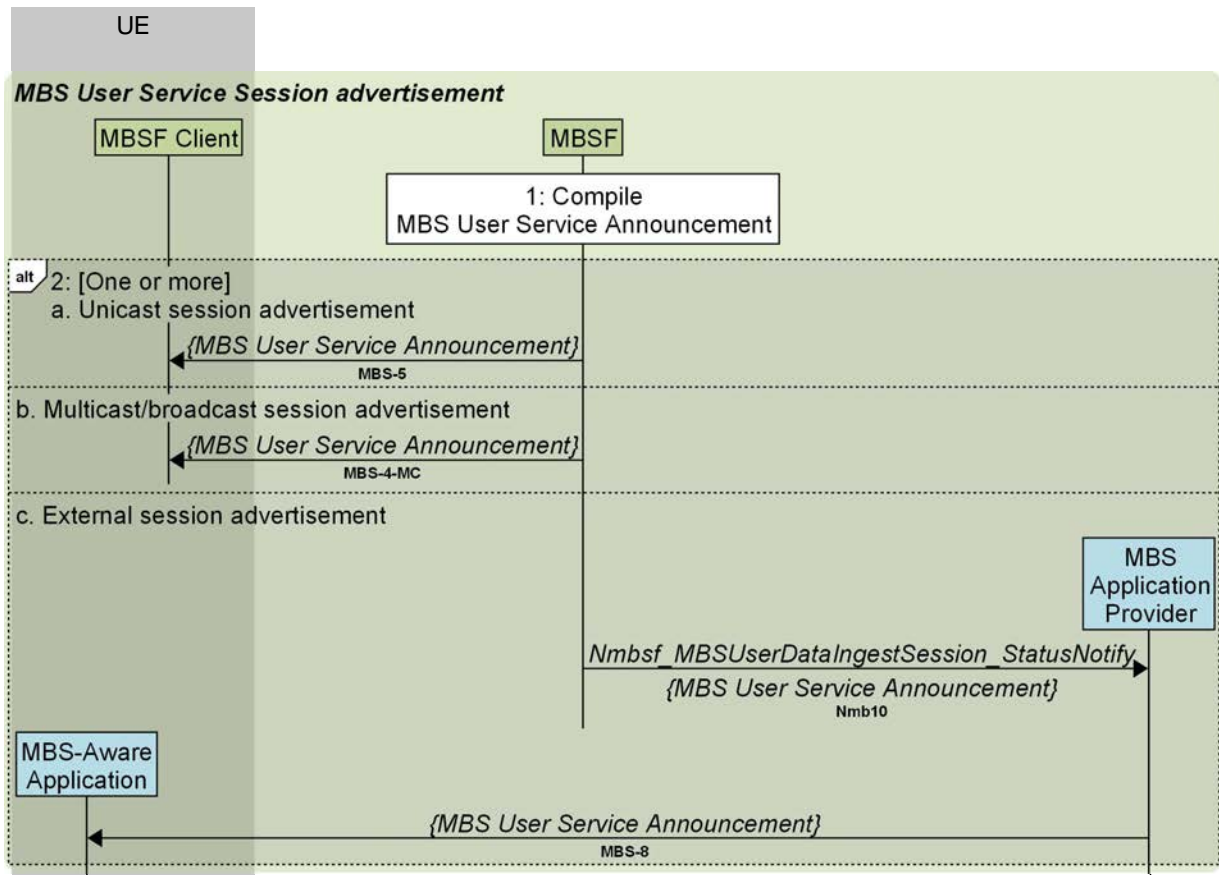 UE
MBS User Service Session advertisement
MBSF Client
MBSF
1: Compile
MBS User Service Announcement
alt
2: [One or more]
a. Unicast session advertisement
{MBS User Service Announcement}
MBS-5
b. Multicast/broadcast session advertisement
{MBS User Service Announcement}
MBS-4-MC
c. External session advertisement
MBS
Application
Provider
Nmbsf_MBSUserDataIngestSession_StatusNotify
{MBS User Service Announcement}
Nmb10
MBS-Aware
Application
{MBS User Service Announcement}
MBS-8